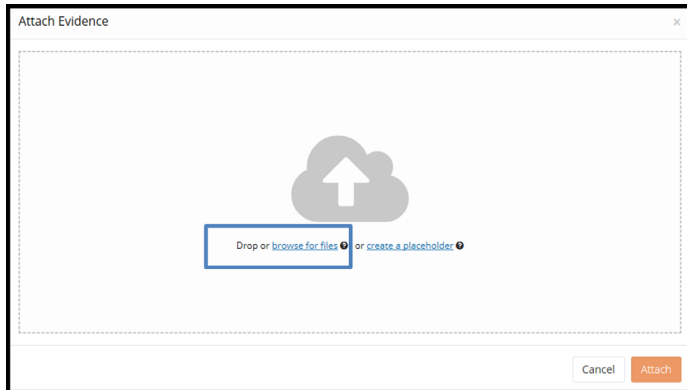 Attach Evidence ×
Drop or browse for files ? or create a placeholder ?
Cancel Attach